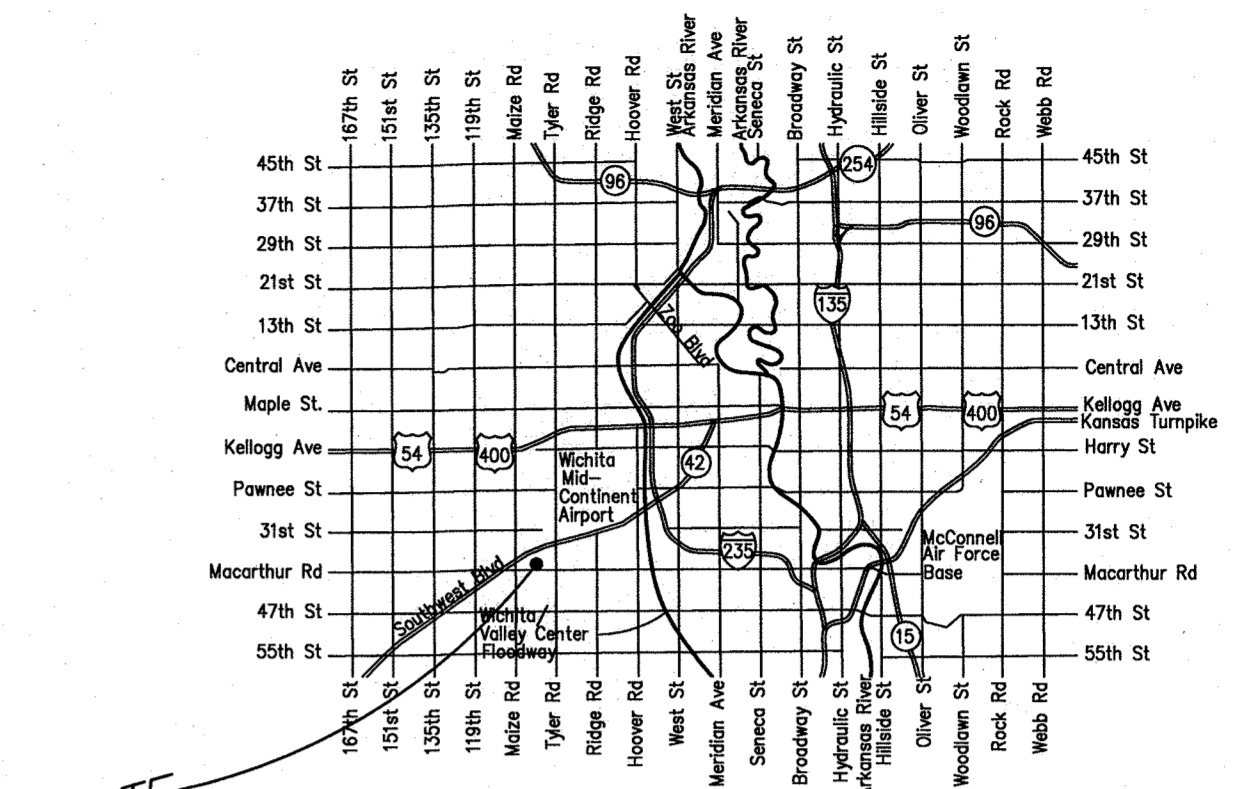 167th St
151st St
135th St
119th St
Maize Rd
Tyler Rd
Ridge Rd
Hoover Rd
West St
Arkansas River
Meridian Ave
Arkansas River
Seneca St
Broadway St
Hydraulic St
Hillside St
Oliver St
Woodlawn St
Rock Rd
Webb Rd
45th St
254
45th St
96
37th St
37th St
96
29th St
29th St
21st St
21st St
135
13th St
13th St
Zoo Blvd
Central Ave
Central Ave
Maple St.
54
400
Kellogg Ave
Kansas Turnpike
Kellogg Ave
54
400
42
Harry St
Wichita
Mid-
Continent
Airport
Pawnee St
Pawnee St
31st St
31st St
235
McConnell
Air Force
Base
Macarthur Rd
Macarthur Rd
Southwest Blvd
47th St
47th St
Wichita
Valley Center
Floodway
15
55th St
55th St
167th St
151st St
135th St
119th St
Maize Rd
Tyler Rd
Ridge Rd
Hoover Rd
West St
Meridian Ave
Seneca St
Broadway St
Hydraulic St
Arkansas River
Hillside St
Oliver St
Woodlawn St
Rock Rd
Webb Rd